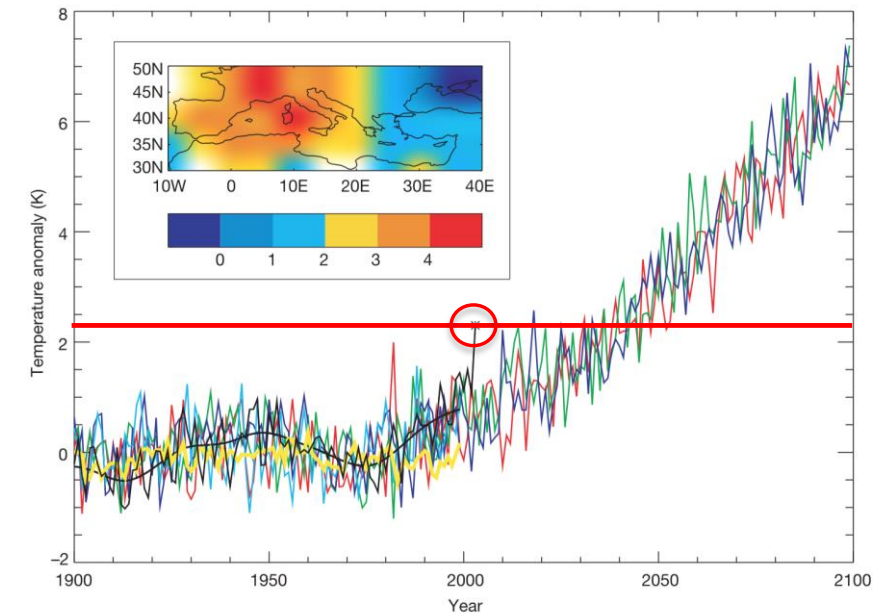 8
6
4
2
0
−2
Temperature anomaly (K)
50N
45N
40N
35N
30N
10W 0 10E 20E 30E 40E
0 1 2 3 4
1900 1950 2000 2050 2100
Year